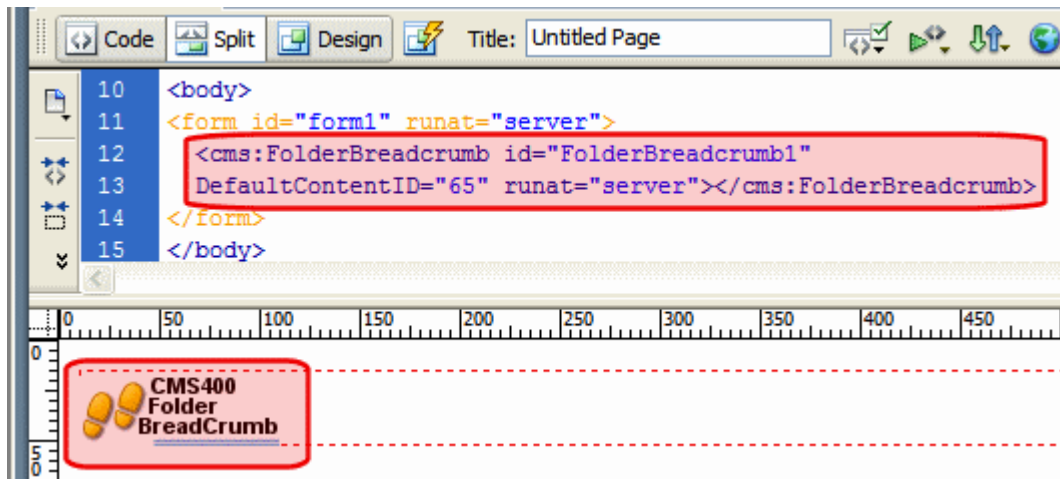 Code Split Design Title: Untitled Page
10 <body>
11 <form id="form1" runat="server">
12 <cms:FolderBreadcrumb id="FolderBreadcrumb1"
13 DefaultContentID="65" runat="server"></cms:FolderBreadcrumb>
14 </form>
15 </body>
0 50 100 150 200 250 300 350 400 450
0
CMS400
Folder
BreadCrumb
50